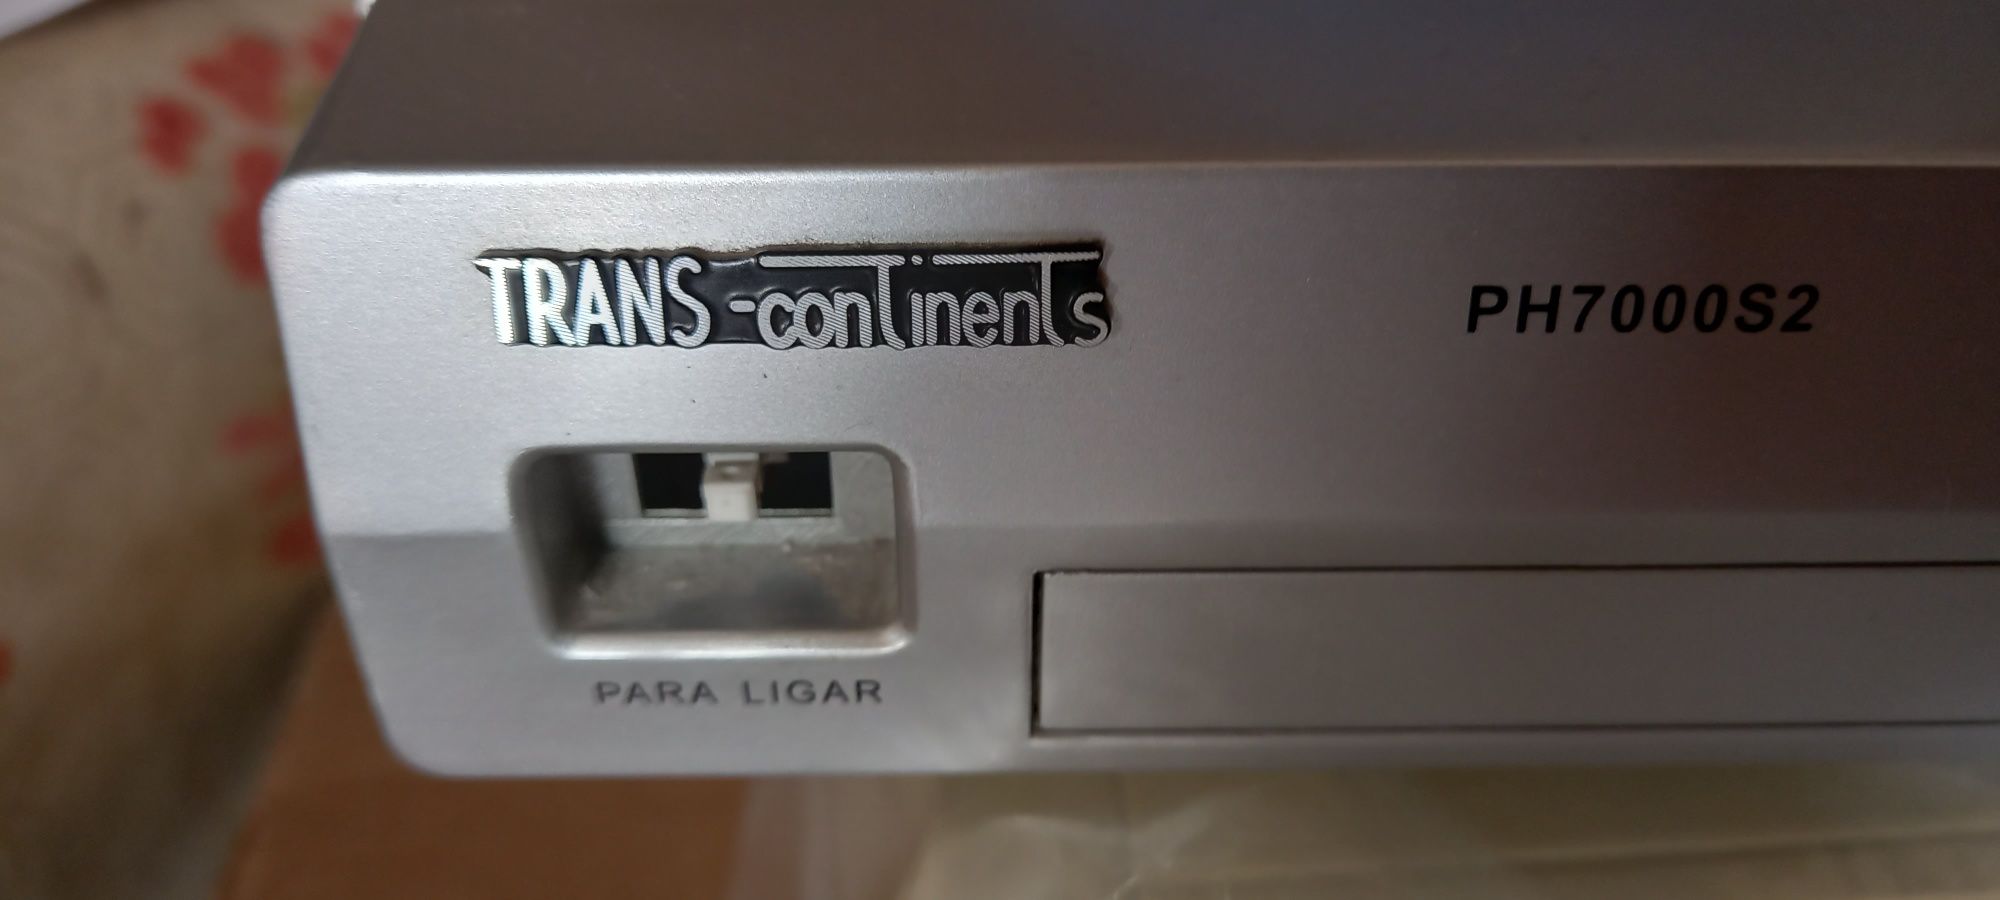 TRANS-continents
PH7000S2
PARA LIGAR